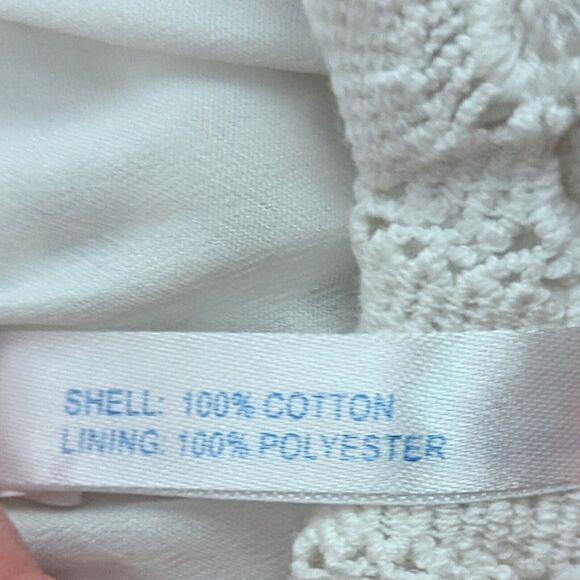 SHELL: 100% COTTON
LINING: 100% POLYESTER